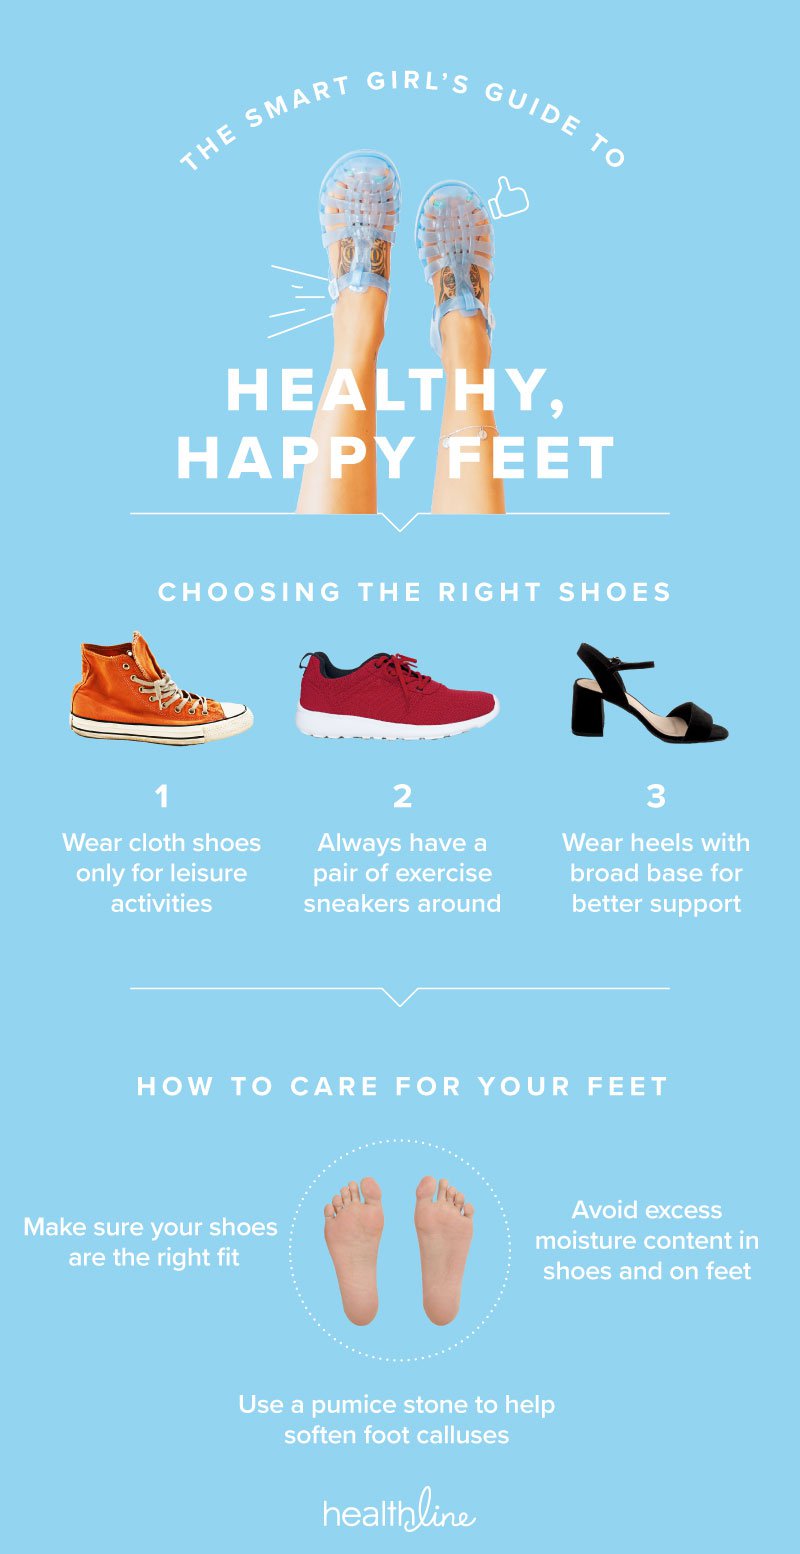 THE SMART GIRL'S GUIDE TO
HEALTHY,
HAPPY FEET
CHOOSING THE RIGHT SHOES
1
Wear cloth shoes
only for leisure
activities
2
Always have a
pair of exercise
sneakers around
3
Wear heels with
broad base for
better support
HOW TO CARE FOR YOUR FEET
Make sure your shoes
are the right fit
Avoid excess
moisture content in
shoes and on feet
Use a pumice stone to help
soften foot calluses
healthline